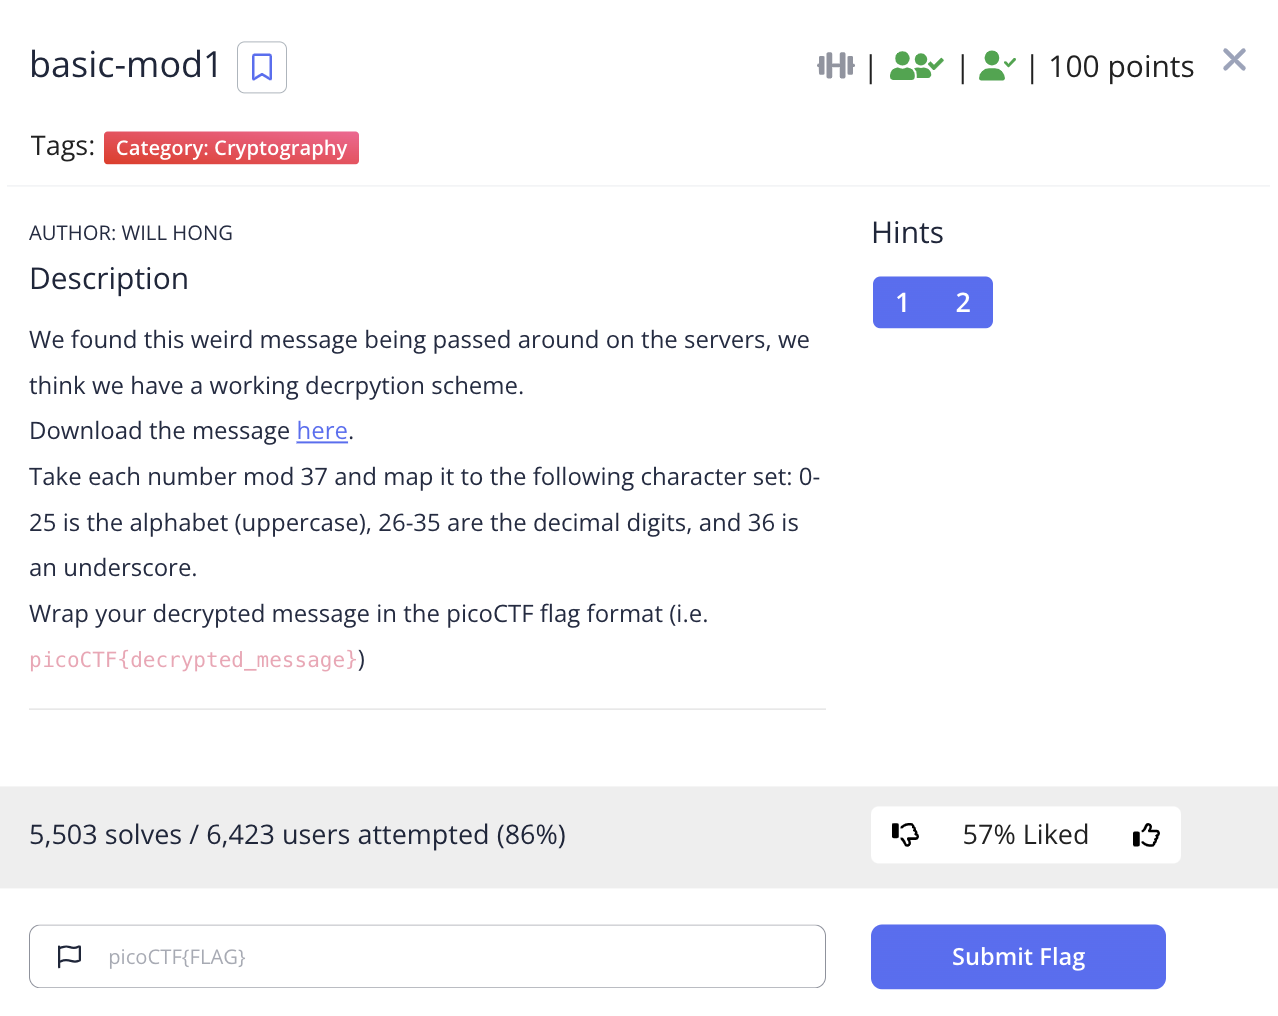 basic-mod1
| | | 100 points
Tags: Category: Cryptography
AUTHOR: WILL HONG
Description
We found this weird message being passed around on the servers, we
think we have a working decrpytion scheme.
Download the message here.
Take each number mod 37 and map it to the following character set: 0-
25 is the alphabet (uppercase), 26-35 are the decimal digits, and 36 is
an underscore.
Wrap your decrypted message in the picoCTF flag format (i.e.
picoCTF{decrypted_message})
Hints
1 2
5,503 solves / 6,423 users attempted (86%)
57% Liked
picoCTF{FLAG}
Submit Flag